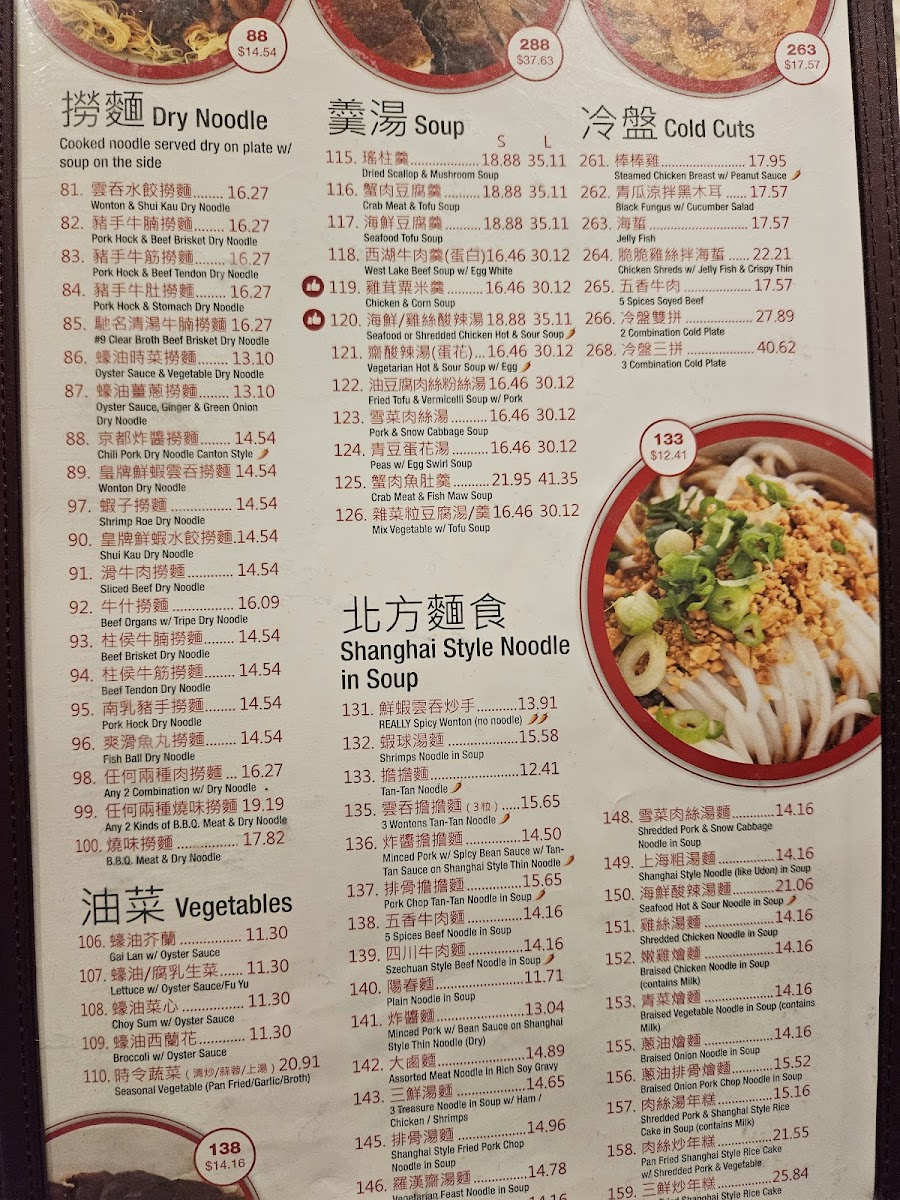 88
$14.54
288
$37.63
263
$17.57
撈麵 Dry Noodle
Cooked noodle served dry on plate w/
soup on the side
81. 雲吞水餃撈麵........ 16.27
Wonton & Shui Kau Dry Noodle
82. 豬手牛腩撈麵........ 16.27
Pork Hock & Beef Brisket Dry Noodle
83. 豬手牛筋撈麵........ 16.27
Pork Hock & Beef Tendon Dry Noodle
84. 豬手牛肚撈麵........ 16.27
Pork Hock & Stomach Dry Noodle
85. 馳名清湯牛腩撈麵 16.27
#9 Clear Broth Beef Brisket Dry Noodle
86. 蠔油時菜撈麵........ 13.10
Oyster Sauce & Vegetable Dry Noodle
87. 蠔油薑蔥撈麵........ 13.10
Oyster Sauce, Ginger & Green Onion
Dry Noodle
88. 京都炸醬撈麵........ 14.54
Chili Pork Dry Noodle Canton Style
89. 皇牌鮮蝦雲吞撈麵 14.54
Wonton Dry Noodle
97. 蝦子撈麵 .................. 14.54
Shrimp Roe Dry Noodle
90. 皇牌鮮蝦水餃撈麵.14.54
Shui Kau Dry Noodle
91. 滑牛肉撈麵............ 14.54
Sliced Beef Dry Noodle
92. 牛什撈麵 ................ 16.09
Beef Organs w/ Tripe Dry Noodle
93. 柱侯牛腩撈麵........ 14.54
Beef Brisket Dry Noodle
94. 柱侯牛筋撈麵........ 14.54
Beef Tendon Dry Noodle
95. 南乳豬手撈麵........ 14.54
Pork Hock Dry Noodle
96. 爽滑魚丸撈麵........ 14.54
Fish Ball Dry Noodle
98. 任何兩種肉撈麵 ... 16.27
Any 2 Combination w/ Dry Noodle
99. 任何兩種燒味撈麵 19.19
Any 2 Kinds of B.B.Q. Meat & Dry Noodle
100. 燒味撈麵 ................ 17.82
B.B.Q. Meat & Dry Noodle
油菜 Vegetables
106. 蠔油芥蘭 ............... 11.30
Gai Lan w/ Oyster Sauce
107. 蠔油/腐乳生菜...... 11.30
Lettuce w/ Oyster Sauce/Fu Yu
108. 蠔油菜心 ............... 11.30
Choy Sum w/ Oyster Sauce
109. 蠔油西蘭花............ 11.30
Broccoli w/ Oyster Sauce
110. 時令蔬菜 (清炒/蒜蓉/上湯) 20.91
Seasonal Vegetable (Pan Fried/Garlic/Broth)
138
$14.16
羹湯 Soup
S L
115. 瑤柱羹................... 18.88 35.11
Dried Scallop & Mushroom Soup
116. 蟹肉豆腐羹 .......... 18.88 35.11
Crab Meat & Tofu Soup
117. 海鮮豆腐羹 .......... 18.88 35.11
Seafood Tofu Soup
118. 西湖牛肉羹(蛋白)16.46 30.12
West Lake Beef Soup w/ Egg White
119. 雞茸粟米羹 .......... 16.46 30.12
Chicken & Corn Soup
120. 海鮮/雞絲酸辣湯 18.88 35.11
Seafood or Shredded Chicken Hot & Sour Soup
121. 齋酸辣湯(蛋花)...16.46 30.12
Vegetarian Hot & Sour Soup w/ Egg
122. 油豆腐肉絲粉絲湯 16.46 30.12
Fried Tofu & Vermicelli Soup w/ Pork
123. 雪菜肉絲湯 .......... 16.46 30.12
Pork & Snow Cabbage Soup
124. 青豆蛋花湯 .......... 16.46 30.12
Peas w/ Egg Swirl Soup
125. 蟹肉魚肚羹 .......... 21.95 41.35
Crab Meat & Fish Maw Soup
126. 雜菜粒豆腐湯/羹 16.46 30.12
Mix Vegetable w/ Tofu Soup
北方麵食
Shanghai Style Noodle
in Soup
131. 鮮蝦雲吞炒手 ..........13.91
REALLY Spicy Wonton (no noodle)
132. 蝦球湯麵 ..................15.58
Shrimps Noodle in Soup
133. 擔擔麵.......................12.41
Tan-Tan Noodle
135. 雲吞擔擔麵 (3粒) .....15.65
3 Wontons Tan-Tan Noodle
136. 炸醬擔擔麵 ..............14.50
Minced Pork w/ Spicy Bean Sauce w/ Tan-
Tan Sauce on Shanghai Style Thin Noodle
137. 排骨擔擔麵 ..............15.65
Pork Chop Tan-Tan Noodle in Soup
138. 五香牛肉麵 ..............14.16
5 Spices Beef Noodle in Soup
139. 四川牛肉麵 ..............14.16
Szechuan Style Beef Noodle in Soup
140. 陽春麵.......................11.71
Plain Noodle in Soup
141. 炸醬麵.......................13.04
Minced Pork w/ Bean Sauce on Shanghai
Style Thin Noodle (Dry)
142. 大鹵麵.......................14.89
Assorted Meat Noodle in Rich Soy Gravy
143. 三鮮湯麵 ..................14.65
3 Treasure Noodle in Soup w/ Ham /
Chicken / Shrimps
145. 排骨湯麵 ..................14.96
Shanghai Style Fried Pork Chop
Noodle in Soup
146. 羅漢齋湯麵 ..............14.78
Vegetarian Feast Noodle in Soup
14.16
冷盤 Cold Cuts
261. 棒棒雞..................... 17.95
Steamed Chicken Breast w/ Peanut Sauce
262. 青瓜涼拌黑木耳 ..... 17.57
Black Fungus w/ Cucumber Salad
263. 海蜇 ........................ 17.57
Jelly Fish
264. 脆脆雞絲拌海蜇 ..... 22.21
Chicken Shreds w/ Jelly Fish & Crispy Thin
265. 五香牛肉 ................. 17.57
5 Spices Soyed Beef
266. 冷盤雙拼 ................. 27.89
2 Combination Cold Plate
268. 冷盤三拼 ................. 40.62
3 Combination Cold Plate
133
$12.41
148. 雪菜肉絲湯麵...........14.16
Shredded Pork & Snow Cabbage
Noodle in Soup
149. 上海粗湯麵 ..............14.16
Shanghai Style Noodle (like Udon) in Soup
150. 海鮮酸辣湯麵...........21.06
Seafood Hot & Sour Noodle in Soup
151. 雞絲湯麵 ..................14.16
Shredded Chicken Noodle in Soup
152. 嫩雞燴麵 ..................14.16
Braised Chicken Noodle in Soup
(contains Milk)
153. 青菜燴麵 ..................14.16
Braised Vegetable Noodle in Soup (contains
Milk)
155. 蔥油燴麵 ..................14.16
Braised Onion Noodle in Soup
156. 蔥油排骨燴麵...........15.52
Braised Onion Pork Chop Noodle in Soup
157. 肉絲湯年糕 ..............15.16
Shredded Pork & Shanghai Style Rice
Cake in Soup (contains Milk)
158. 肉絲炒年糕 ..............21.55
Pan Fried Shanghai Style Rice Cake
w/ Shredded Pork & Vegetable
159. 三鮮炒年糕 ..............25.84
Fried Shanghai Style Rice Cake